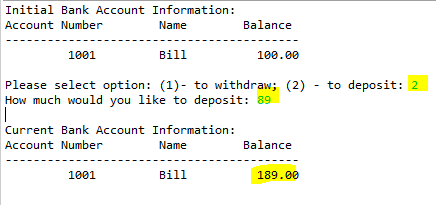 Initial Bank Account Information:
Account Number        Name        Balance
------------------------------------------
         1001         Bill         100.00
Please select option: (1)- to withdraw; (2) - to deposit: 2
How much would you like to deposit: 89
Current Bank Account Information:
Account Number        Name        Balance
------------------------------------------
         1001         Bill         189.00